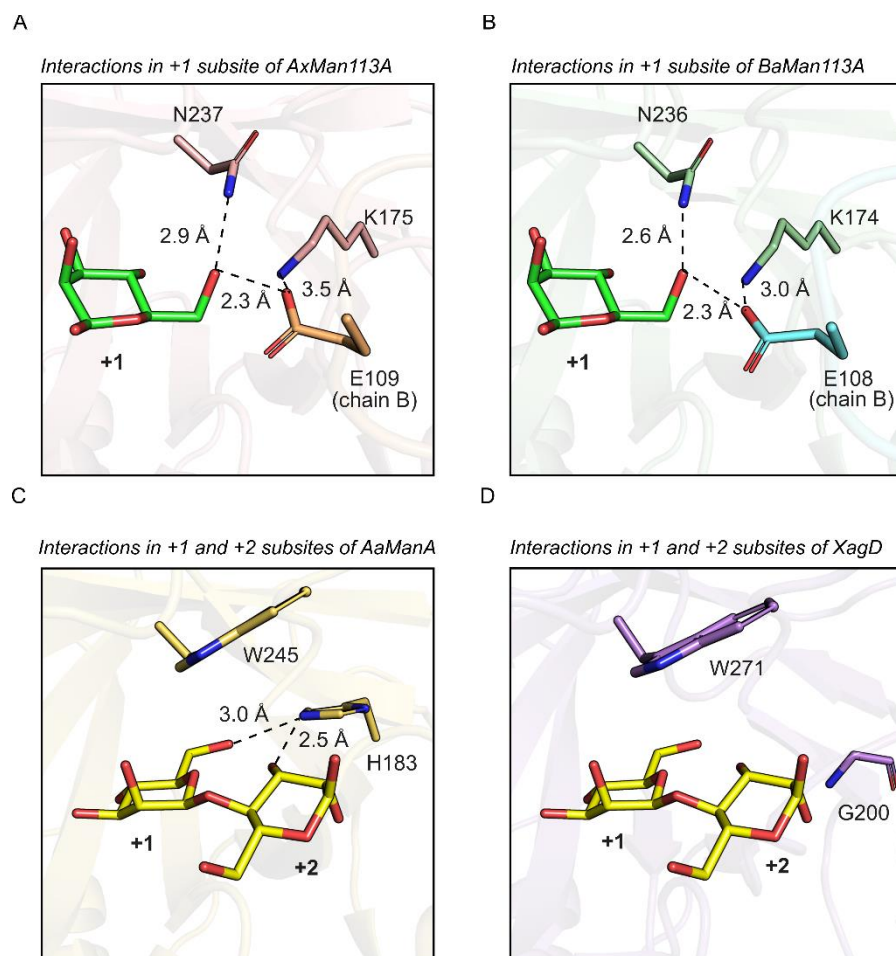 A
Interactions in +1 subsite of AxMan113A
N237
K175
2.9 Å
2.3 Å
3.5 Å
+1
E109
(chain B)
B
Interactions in +1 subsite of BaMan113A
N236
K174
2.6 Å
2.3 Å
3.0 Å
+1
E108
(chain B)
C
Interactions in +1 and +2 subsites of AaManA
W245
3.0 Å
2.5 Å
H183
+1
+2
D
Interactions in +1 and +2 subsites of XagD
W271
G200
+1
+2